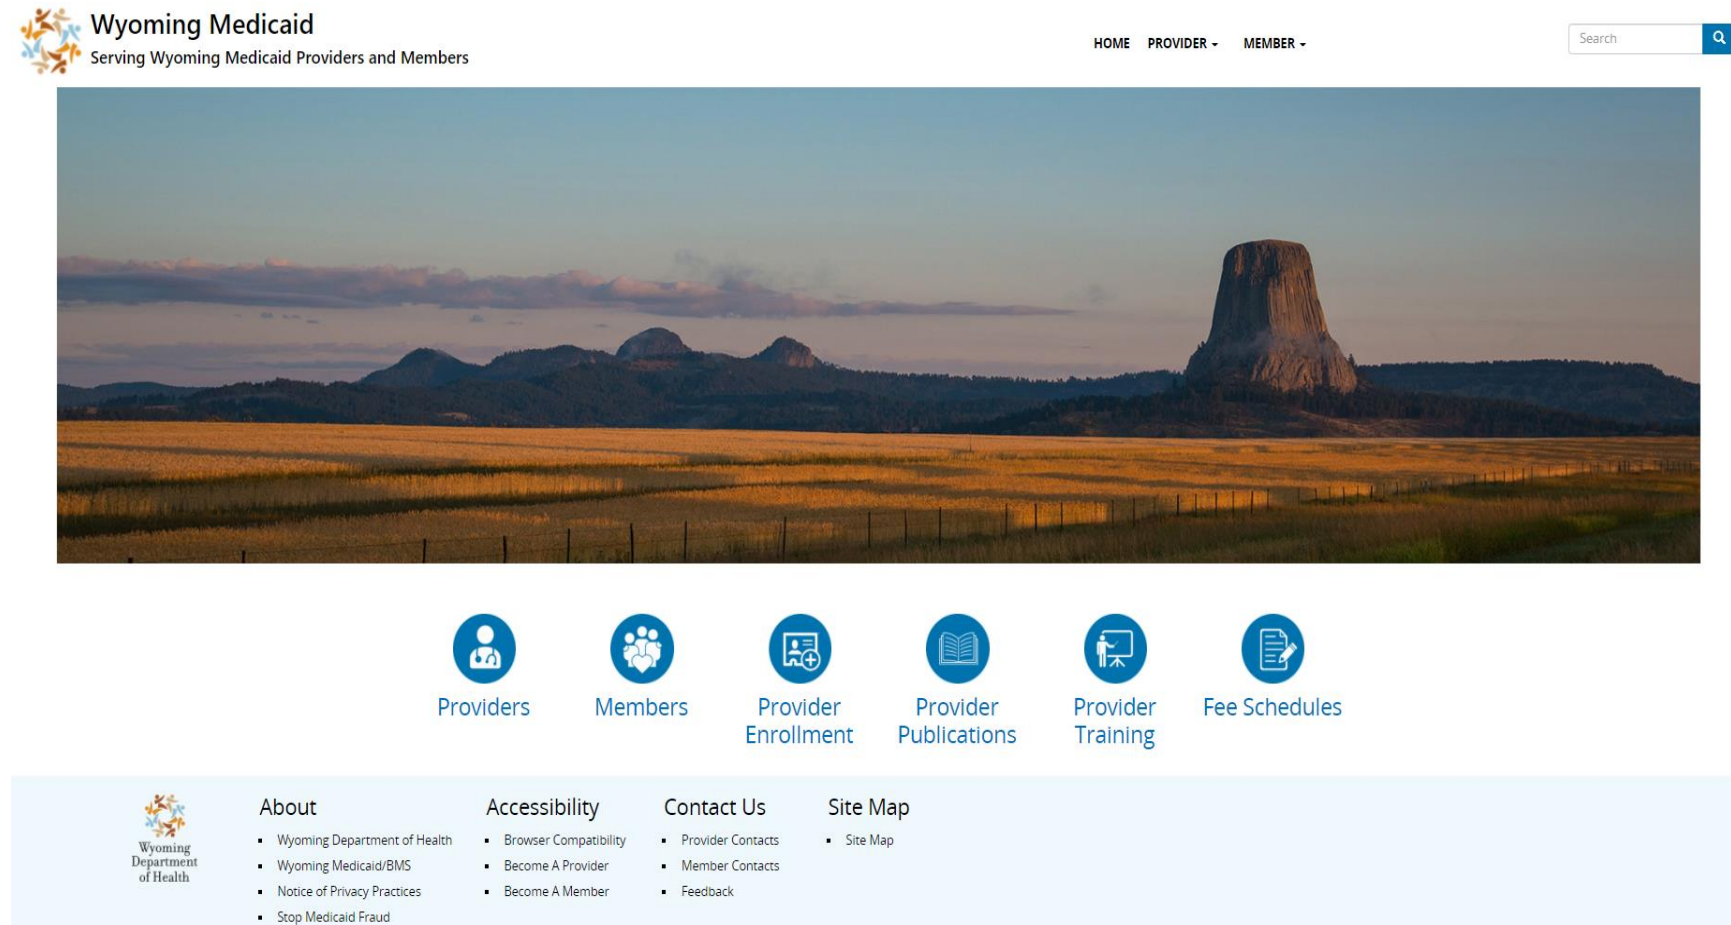 Wyoming Medicaid
Serving Wyoming Medicaid Providers and Members
HOME PROVIDER MEMBER
Search
Providers
Members
Provider
Enrollment
Provider
Publications
Provider
Training
Fee Schedules
Wyoming
Department
of Health
About
Wyoming Department of Health
Wyoming Medicaid/BMS
Notice of Privacy Practices
Stop Medicaid Fraud
Accessibility
Browser Compatibility
Become A Provider
Become A Member
Contact Us
Provider Contacts
Member Contacts
Feedback
Site Map
Site Map